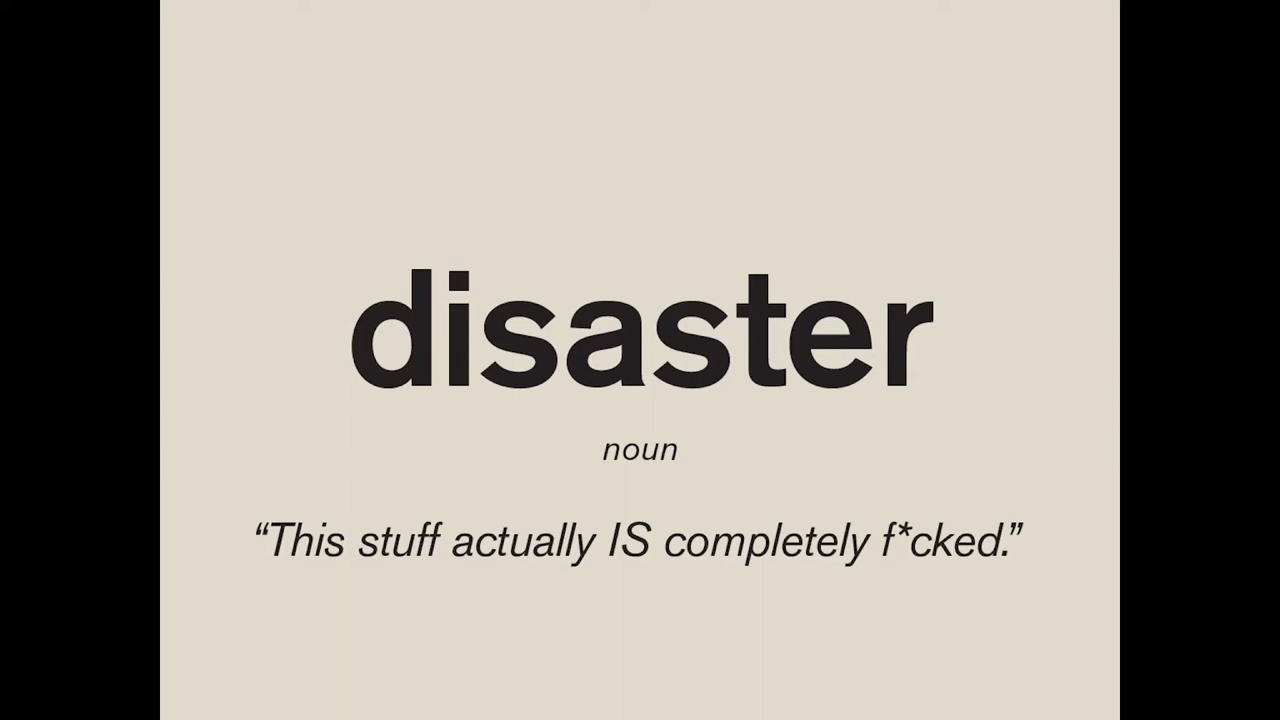 disaster
noun
“This stuff actually IS completely f*cked.”